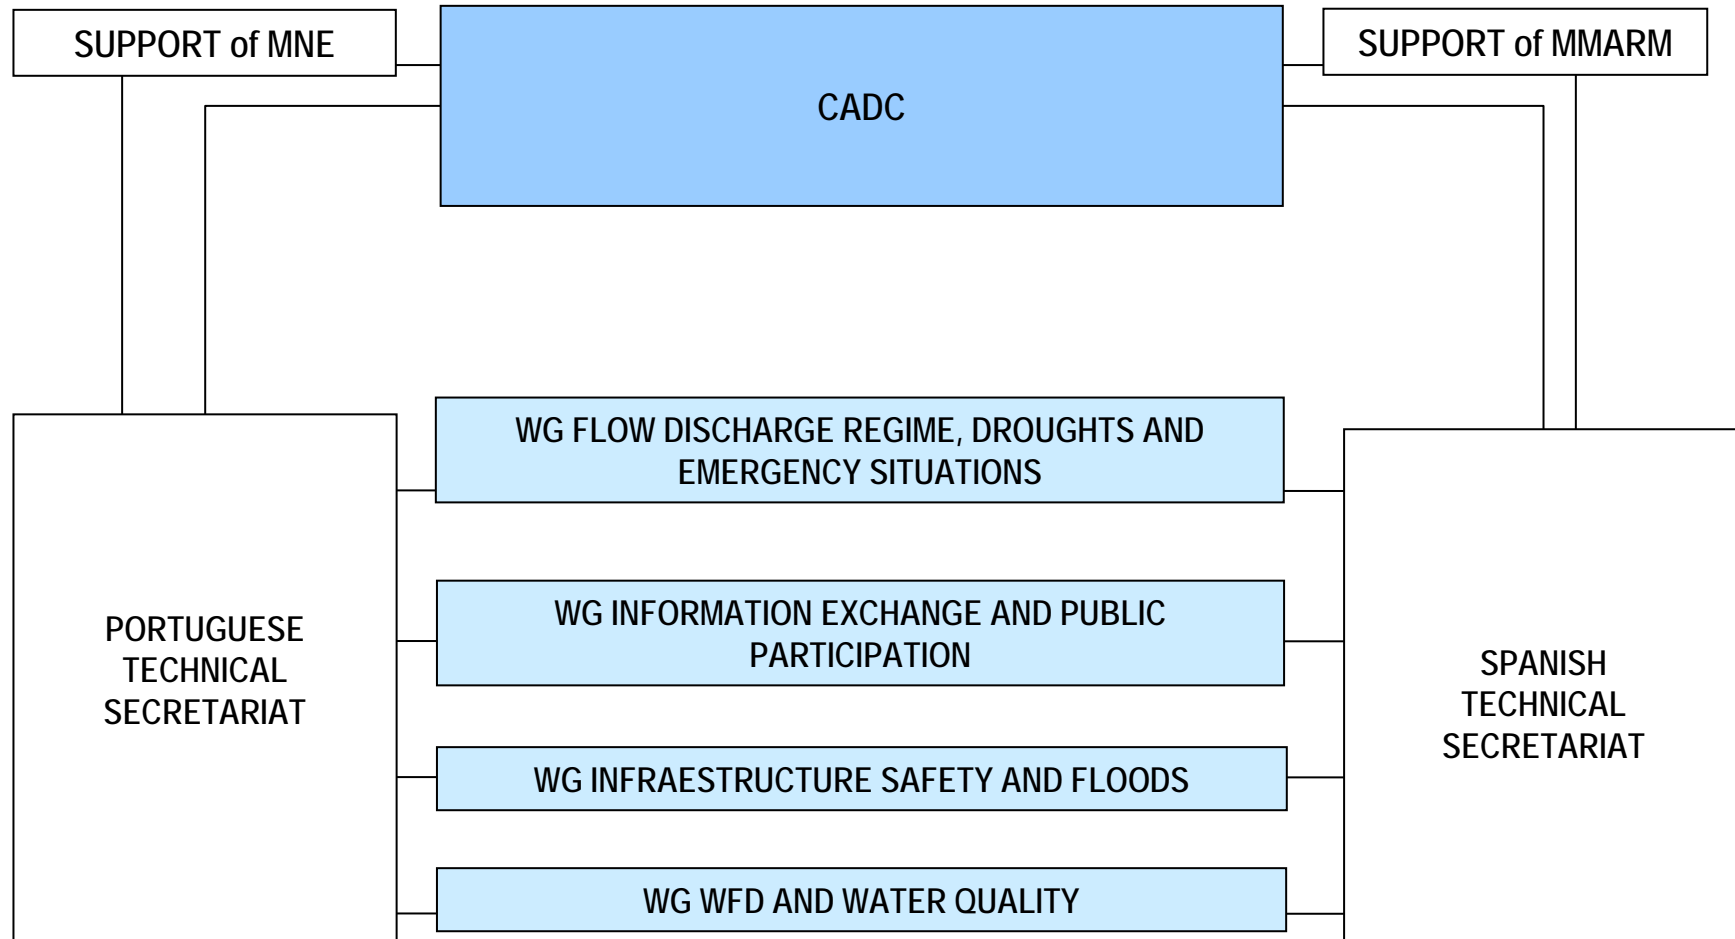 SUPPORT of MNE
CADC
SUPPORT of MMARM
WG FLOW DISCHARGE REGIME, DROUGHTS AND
EMERGENCY SITUATIONS
WG INFORMATION EXCHANGE AND PUBLIC
PARTICIPATION
PORTUGUESE
TECHNICAL
SECRETARIAT
SPANISH
TECHNICAL
SECRETARIAT
WG INFRAESTRUCTURE SAFETY AND FLOODS
WG WFD AND WATER QUALITY